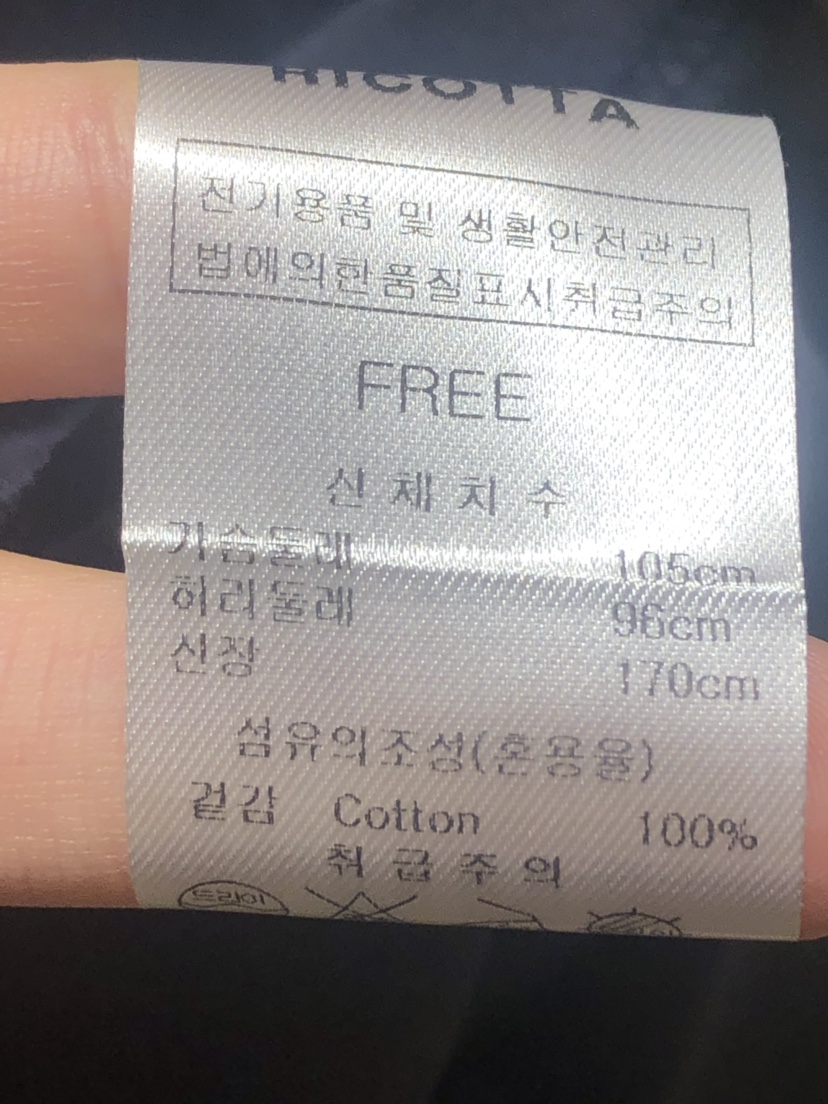 RICOTTA
전기용품 및 생활안전관리
법에의한품질표시취급주의
FREE
신체치수
가슴둘레 105cm
허리둘레 96cm
신장 170cm
섬유의조성(혼용율)
겉감 Cotton 100%
취급주의
드라이